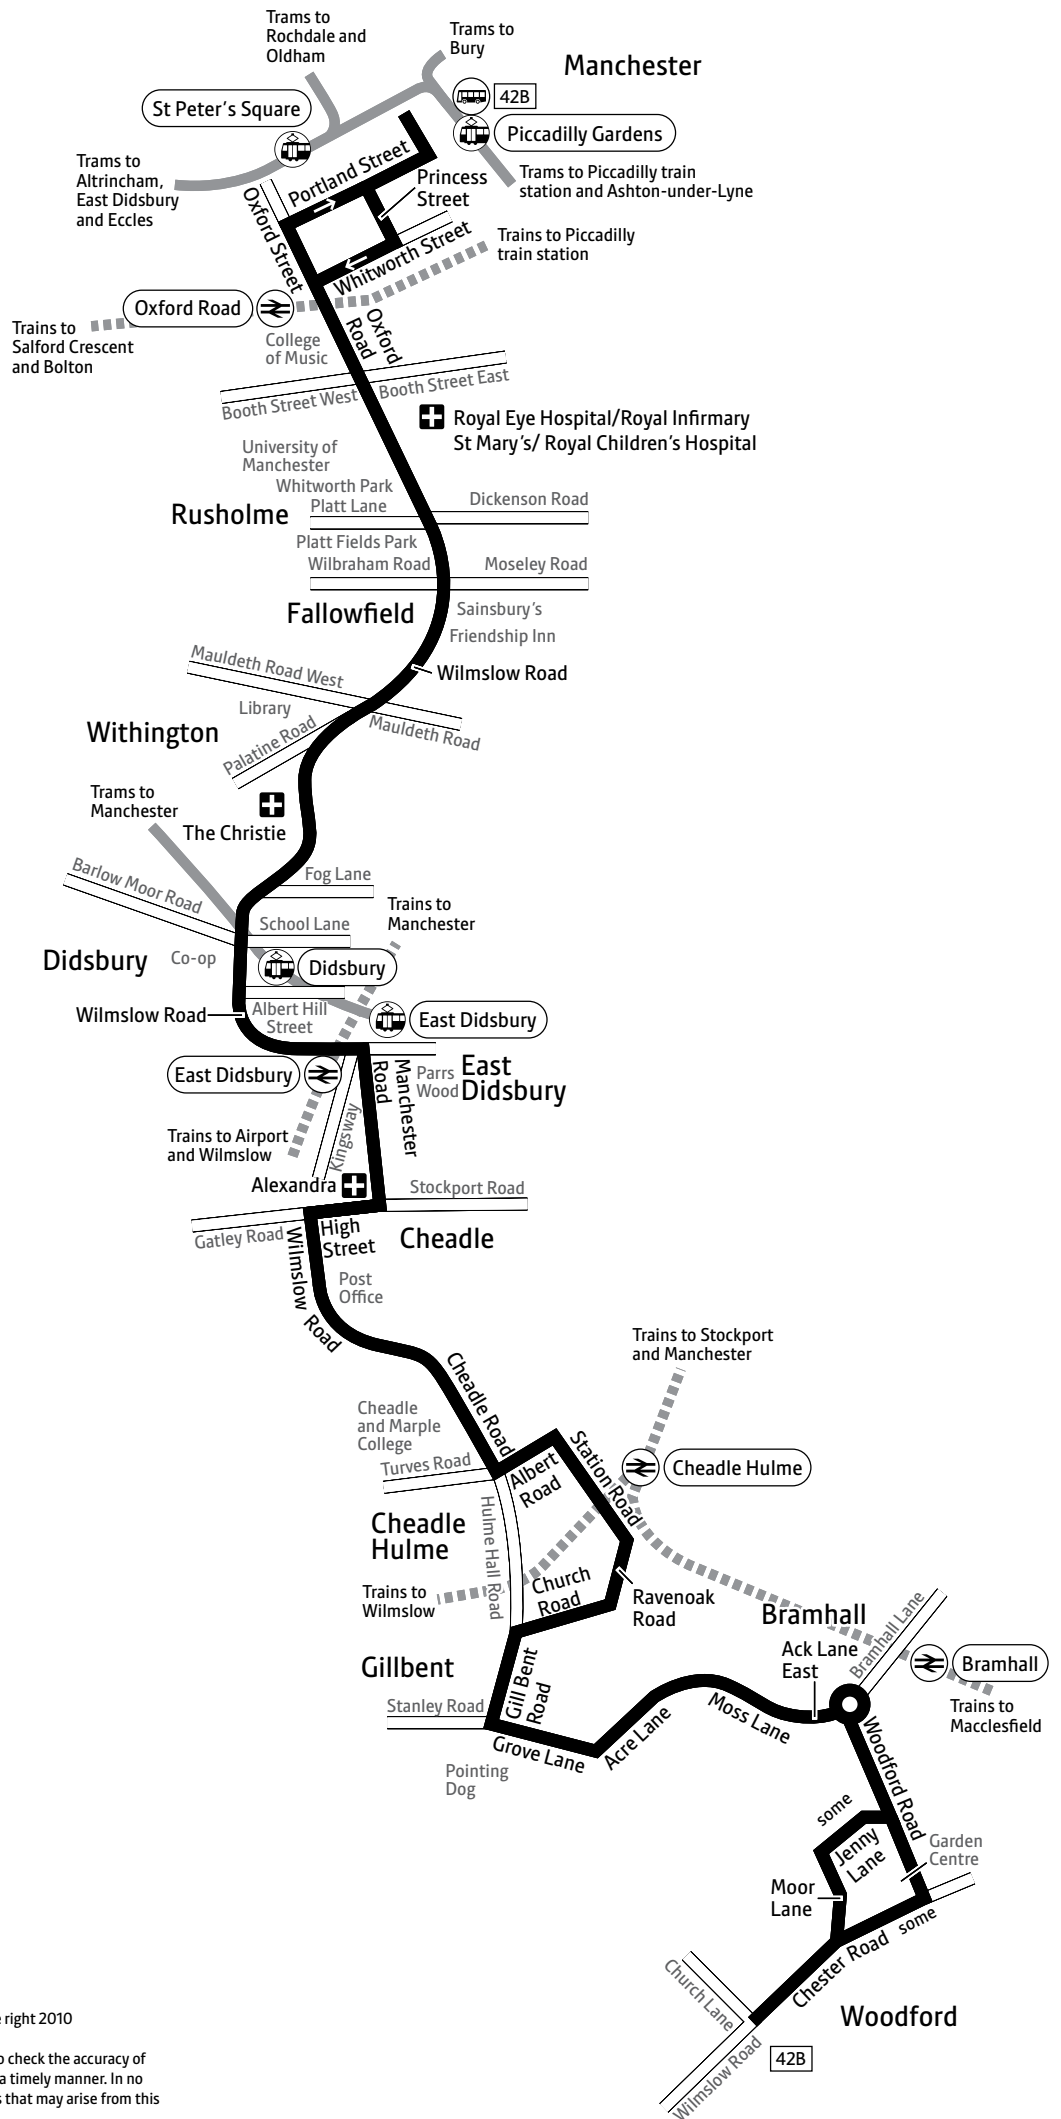 Trams to
Rochdale and
Oldham
Trams to
Bury
Manchester
St Peter's Square
42B
Piccadilly Gardens
Trams to
Altrincham,
East Didsbury
and Eccles
Portland Street
Princess
Street
Trams to Piccadilly train
station and Ashton-under-Lyne
Oxford Street
Whitworth Street
Trains to Piccadilly
train station
Oxford Road
Trains to
Salford Crescent
and Bolton
Oxford
Road
College
of Music
Booth Street West
Booth Street East
Royal Eye Hospital/Royal Infirmary
St Mary's/ Royal Children's Hospital
University of
Manchester
Whitworth Park
Platt Lane
Dickenson Road
Rusholme
Platt Fields Park
Wilbraham Road
Moseley Road
Fallowfield
Sainsbury's
Friendship Inn
Mauldeth Road West
Wilmslow Road
Library
Withington
Palatine Road
Mauldeth Road
Trams to
Manchester
The Christie
Barlow Moor Road
Fog Lane
Trains to
Manchester
School Lane
Didsbury
Co-op
Didsbury
Wilmslow Road
Albert Hill
Street
East Didsbury
East Didsbury
Manchester
Road
Parrs
Wood
East
Didsbury
Kingsway
Trains to Airport
and Wilmslow
Alexandra
Stockport Road
Gatley Road
High
Street
Cheadle
Wilmslow Road
Post
Office
Trains to Stockport
and Manchester
Cheadle Road
Cheadle
and Marple
College
Turves Road
Albert
Road
Station Road
Cheadle Hulme
Cheadle
Hulme
Hulme Hall Road
Trains to
Wilmslow
Church
Road
Ravenoak
Road
Bramhall
Bramhall Lane
Ack Lane
East
Bramhall
Trains to
Macclesfield
Gillbent
Gill Bent
Road
Stanley Road
Moss Lane
Acre Lane
Grove Lane
Pointing
Dog
Woodford Road
some
Jenny
Lane
Garden
Centre
Moor
Lane
some
Chester Road
Church Lane
Woodford
Wilmslow Road
42B
right 2010
o check the accuracy of
a timely manner. In no
s that may arise from this